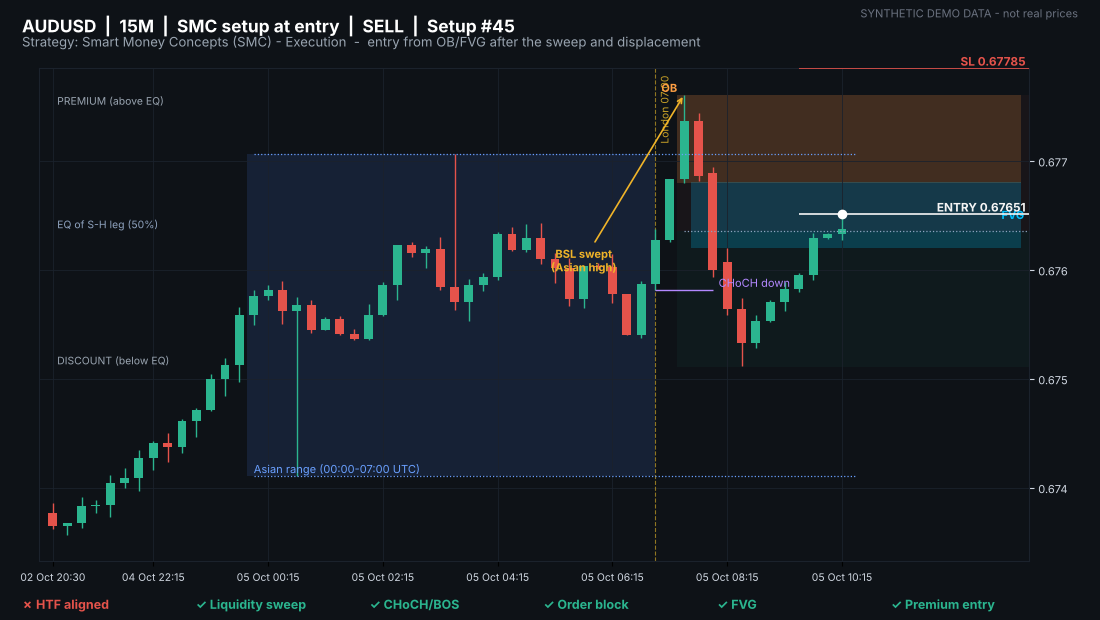 SYNTHETIC DEMO DATA - not real prices
AUDUSD | 15M | SMC setup at entry | SELL | Setup #45
Strategy: Smart Money Concepts (SMC) - Execution - entry from OB/FVG after the sweep and displacement
SL 0.67785
OB
London 07:00
PREMIUM (above EQ)
0.677
ENTRY 0.67651
FVG
EQ of S-H leg (50%)
BSL swept
(Asian high)
0.676
CHoCH down
DISCOUNT (below EQ)
0.675
Asian range (00:00-07:00 UTC)
0.674
02 Oct 20:30 04 Oct 22:15 05 Oct 00:15 05 Oct 02:15 05 Oct 04:15 05 Oct 06:15 05 Oct 08:15 05 Oct 10:15
× HTF aligned ✓ Liquidity sweep ✓ CHoCH/BOS ✓ Order block ✓ FVG ✓ Premium entry